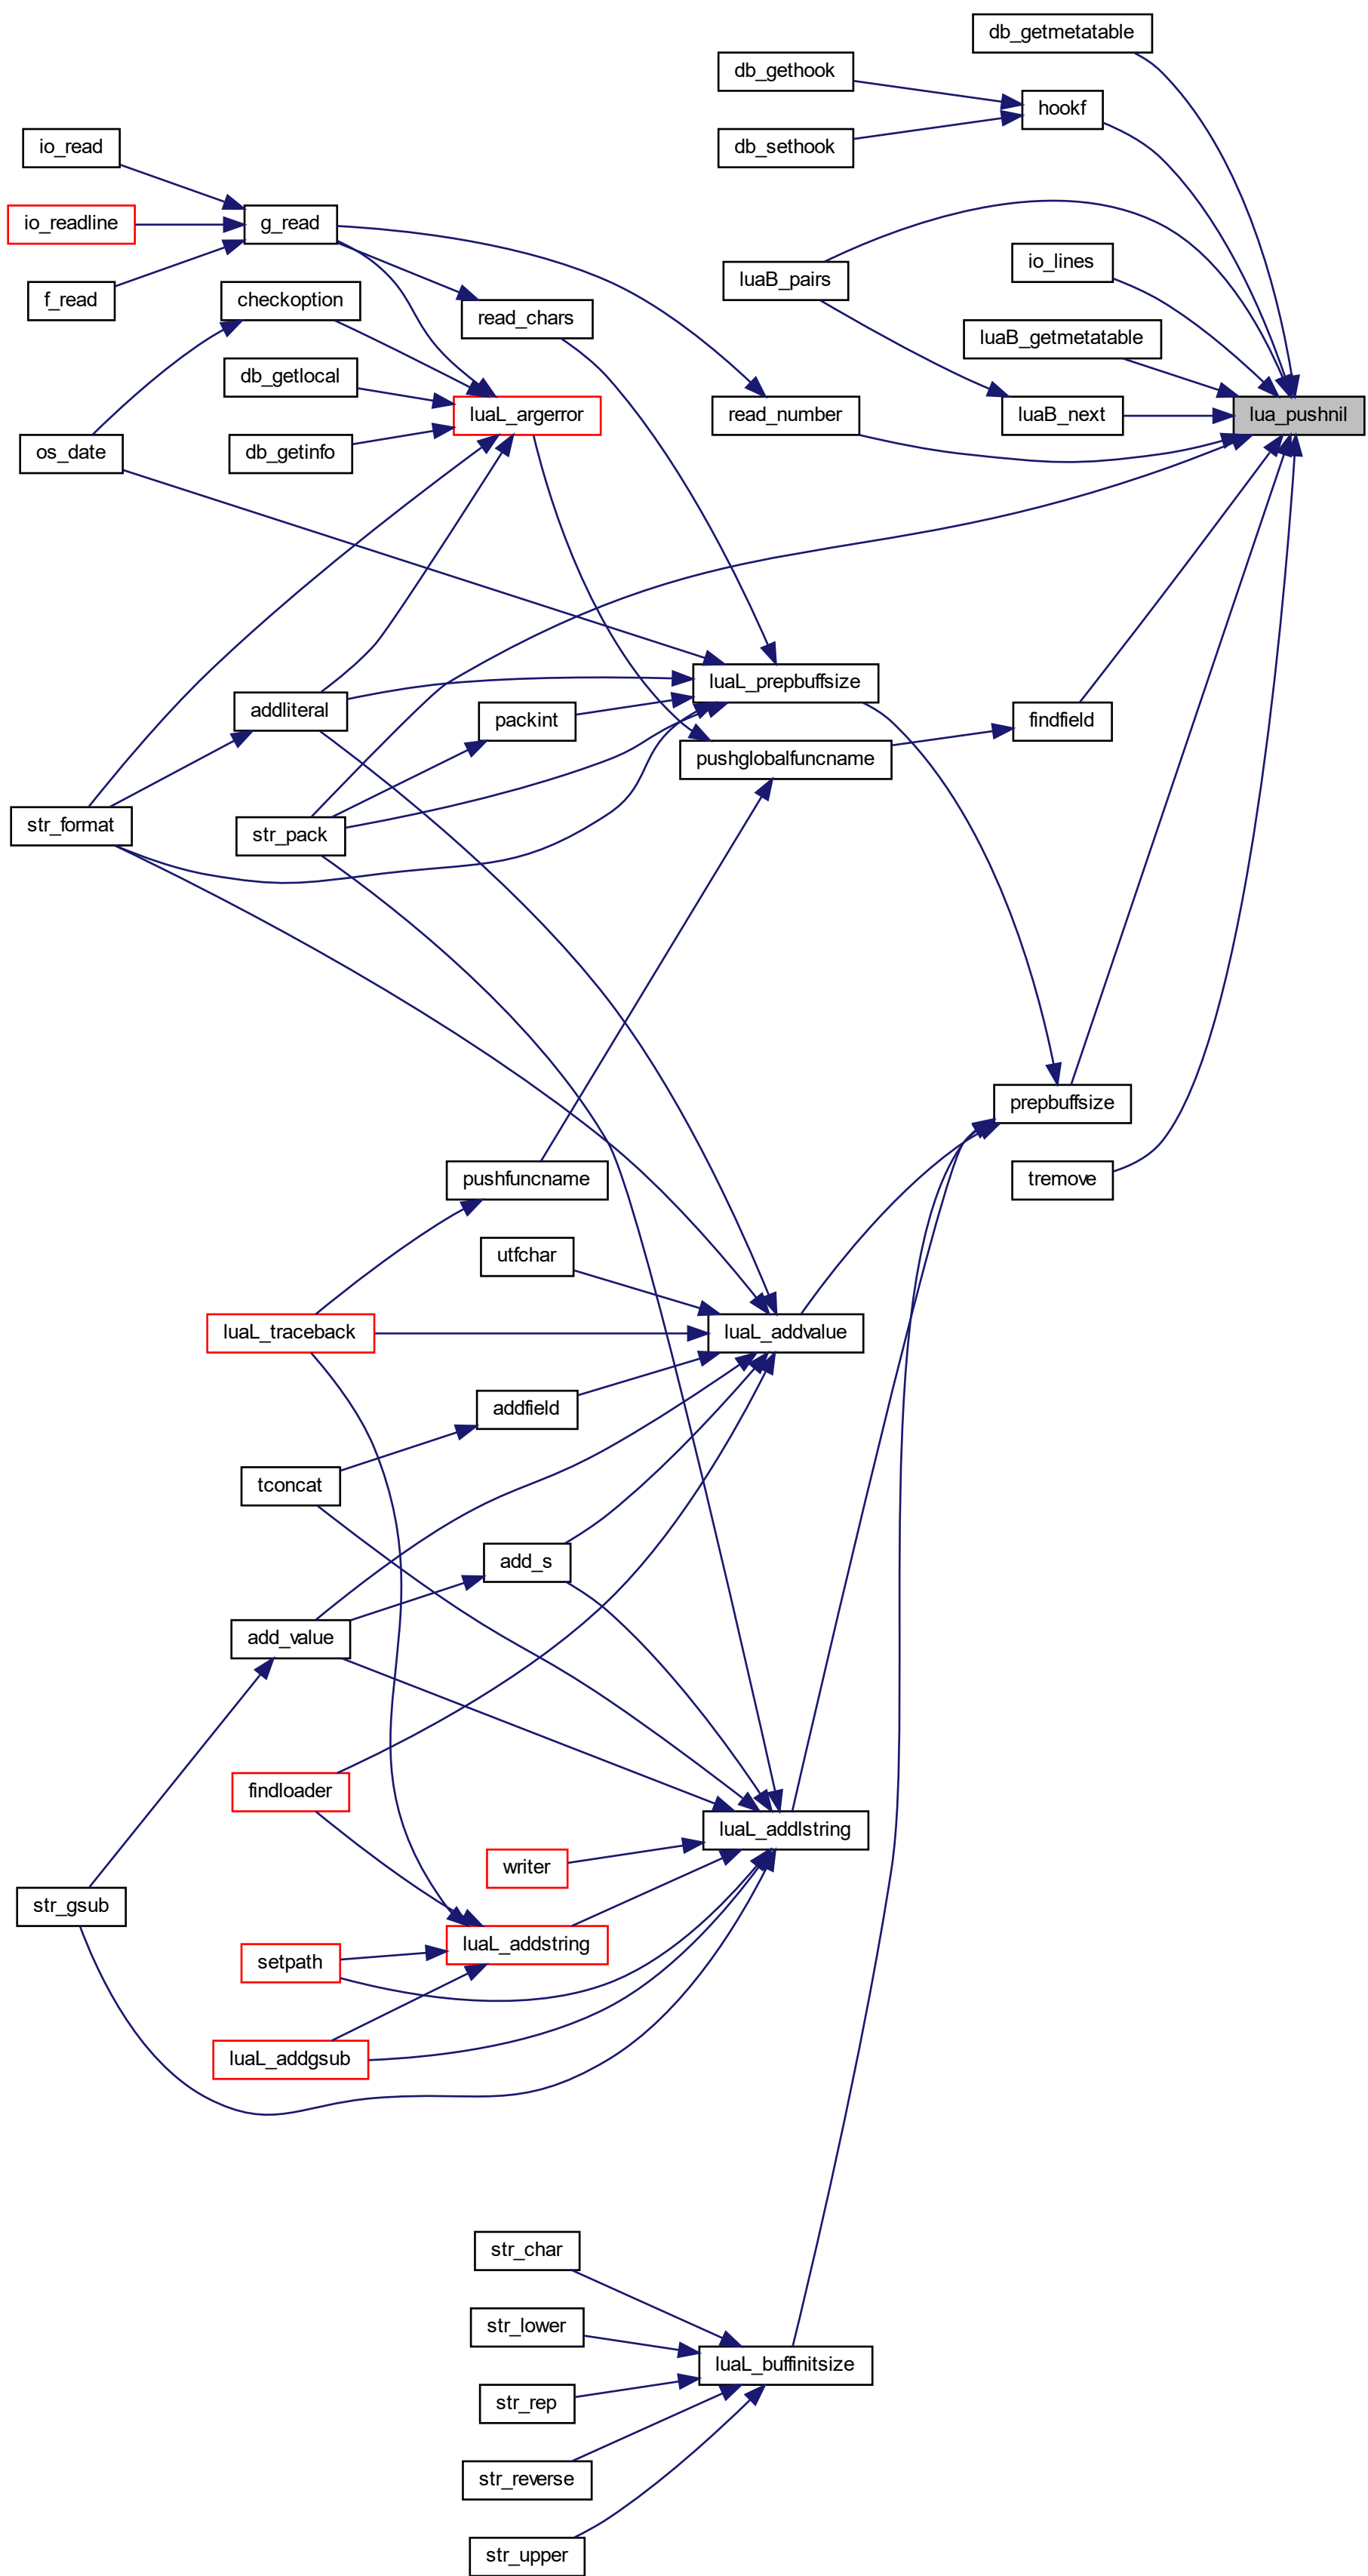 db_getmetatable
db_gethook
hookf
io_read
db_sethook
io_readline
g_read
io_lines
luaB_pairs
f_read
checkoption
read_chars
luaB_getmetatable
db_getlocal
luaL_argerror
read_number
luaB_next
lua_pushnil
os_date
db_getinfo
luaL_prepbuffsize
addliteral
packint
findfield
pushglobalfuncname
str_format
str_pack
prepbuffsize
pushfuncname
tremove
utfchar
luaL_traceback
luaL_addvalue
addfield
tconcat
add_s
add_value
findloader
luaL_addlstring
writer
str_gsub
luaL_addstring
setpath
luaL_addgsub
str_char
str_lower
luaL_buffinitsize
str_rep
str_reverse
str_upper